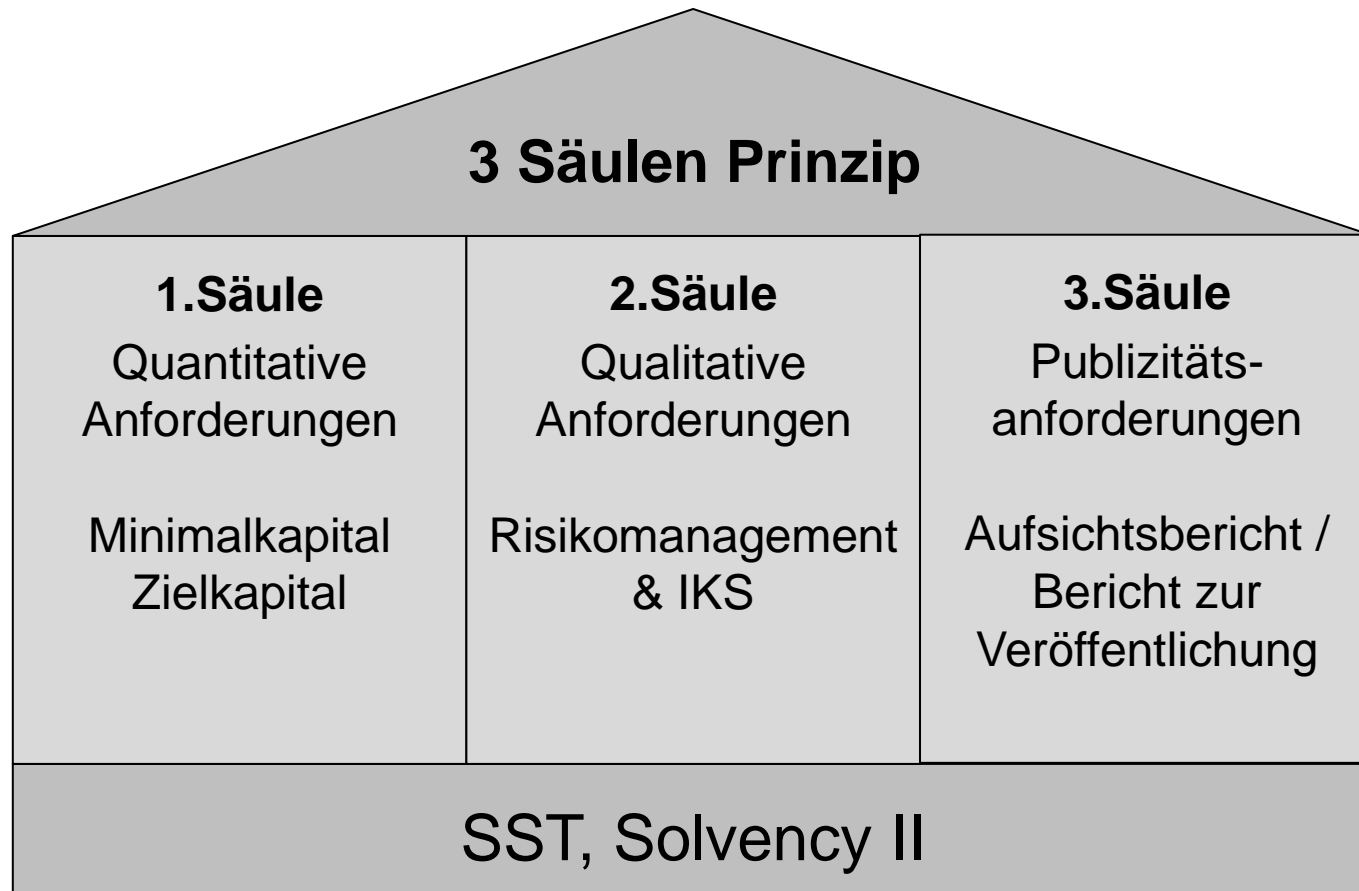 3 Säulen Prinzip
1.Säule
Quantitative
Anforderungen
Minimalkapital
Zielkapital
2.Säule
Qualitative
Anforderungen
Risikomanagement
& IKS
3.Säule
Publizitäts-
anforderungen
Aufsichtsbericht /
Bericht zur
Veröffentlichung
SST, Solvency II